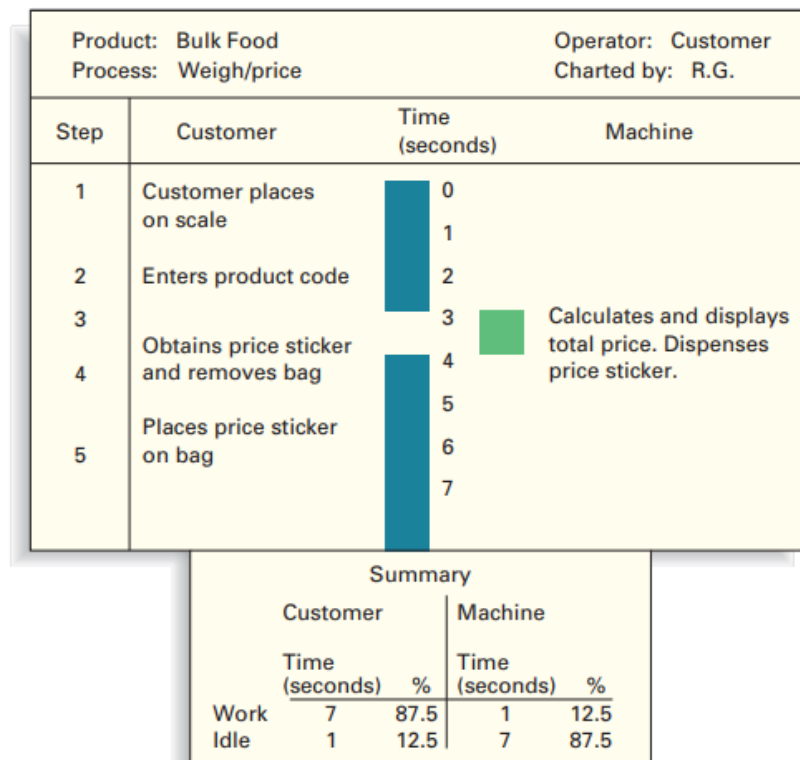 Product: Bulk Food Operator: Customer
Process: Weigh/price Charted by: R.G.
Step Customer Time (seconds) Machine
1 Customer places 0
on scale
1
2 Enters product code 2
3 3 Calculates and displays
Obtains price sticker total price. Dispenses
4 and removes bag 4 price sticker.
5
Places price sticker
5 on bag 6
7
Summary
Customer Machine
Time Time
(seconds) % (seconds) %
Work 7 87.5 1 12.5
Idle 1 12.5 7 87.5